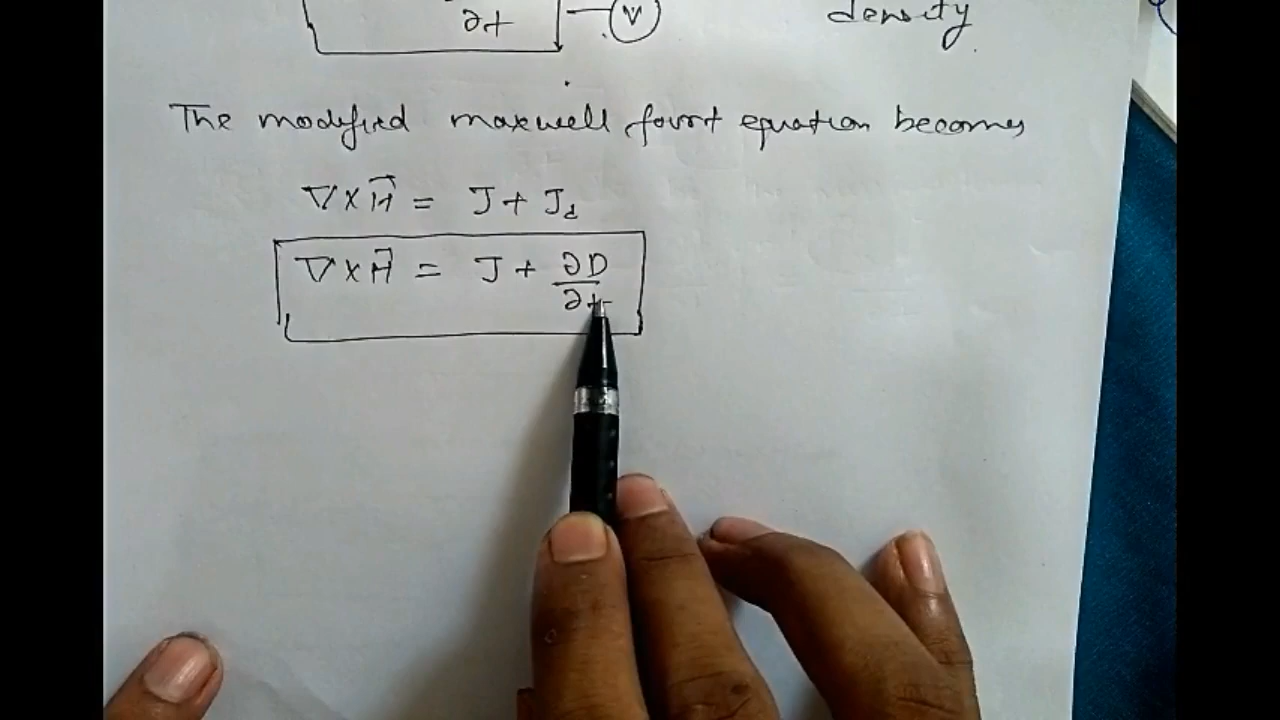 ∂t V density
The modified maxwell fourt equation becomes
∇×H⃗ = J + J_d
∇×H⃗ = J + ∂D/∂t